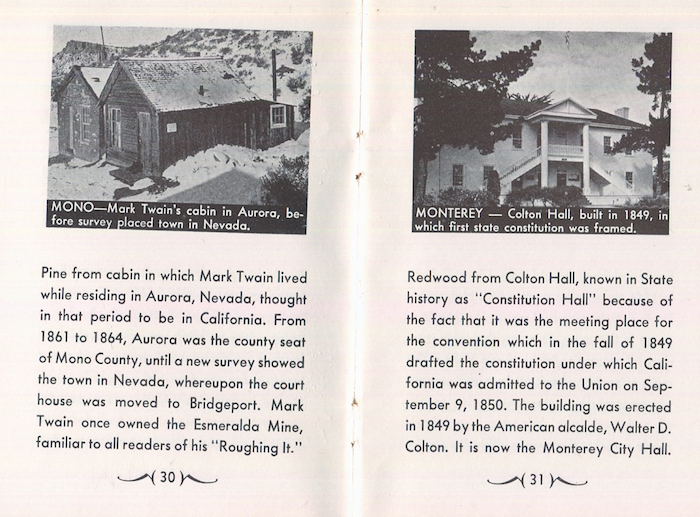 MONO—Mark Twain's cabin in Aurora, be-
fore survey placed town in Nevada.
Pine from cabin in which Mark Twain lived
while residing in Aurora, Nevada, thought
in that period to be in California. From
1861 to 1864, Aurora was the county seat
of Mono County, until a new survey showed
the town in Nevada, whereupon the court
house was moved to Bridgeport. Mark
Twain once owned the Esmeralda Mine,
familiar to all readers of his "Roughing It."
30
MONTEREY — Colton Hall, built in 1849, in
which first state constitution was framed.
Redwood from Colton Hall, known in State
history as "Constitution Hall" because of
the fact that it was the meeting place for
the convention which in the fall of 1849
drafted the constitution under which Cali-
fornia was admitted to the Union on Sep-
tember 9, 1850. The building was erected
in 1849 by the American alcalde, Walter D.
Colton. It is now the Monterey City Hall.
31